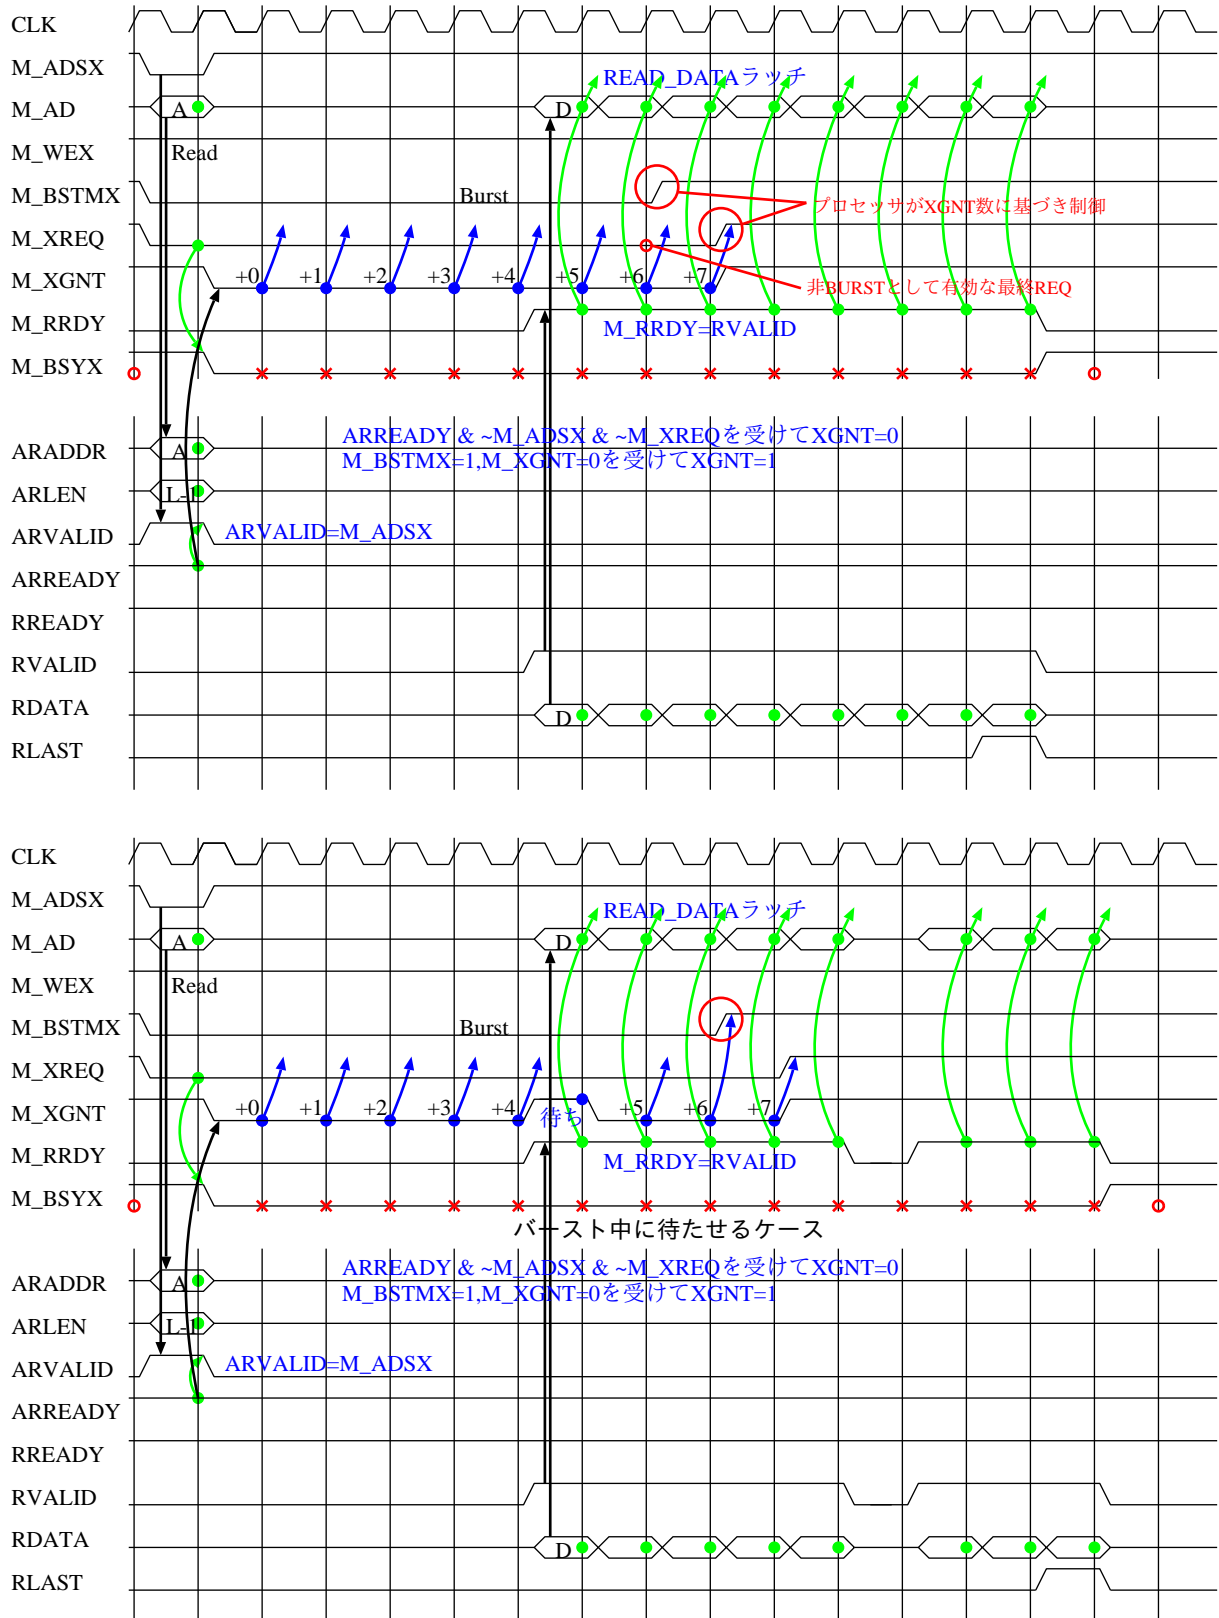 CLK
M_ADSX
READ_DATAラッチ
M_AD A D
M_WEX Read
M_BSTMX Burst
プロセッサがXGNT数に基づき制御
M_XREQ
M_XGNT +0 +1 +2 +3 +4 +5 +6 +7
非BURSTとして有効な最終REQ
M_RRDY M_RRDY=RVALID
M_BSYX
ARREADY & ~M_ADSX & ~M_XREQを受けてXGNT=0
ARADDR A
M_BSTMX=1,M_XGNT=0を受けてXGNT=1
ARLEN L-1
ARVALID ARVALID=M_ADSX
ARREADY
RREADY
RVALID
RDATA D
RLAST
CLK
M_ADSX
READ_DATAラッチ
M_AD A D
M_WEX Read
M_BSTMX Burst
M_XREQ
M_XGNT +0 +1 +2 +3 +4 待ち +5 +6 +7
M_RRDY M_RRDY=RVALID
M_BSYX
バースト中に待たせるケース
ARREADY & ~M_ADSX & ~M_XREQを受けてXGNT=0
ARADDR A
M_BSTMX=1,M_XGNT=0を受けてXGNT=1
ARLEN L-1
ARVALID ARVALID=M_ADSX
ARREADY
RREADY
RVALID
RDATA D
RLAST